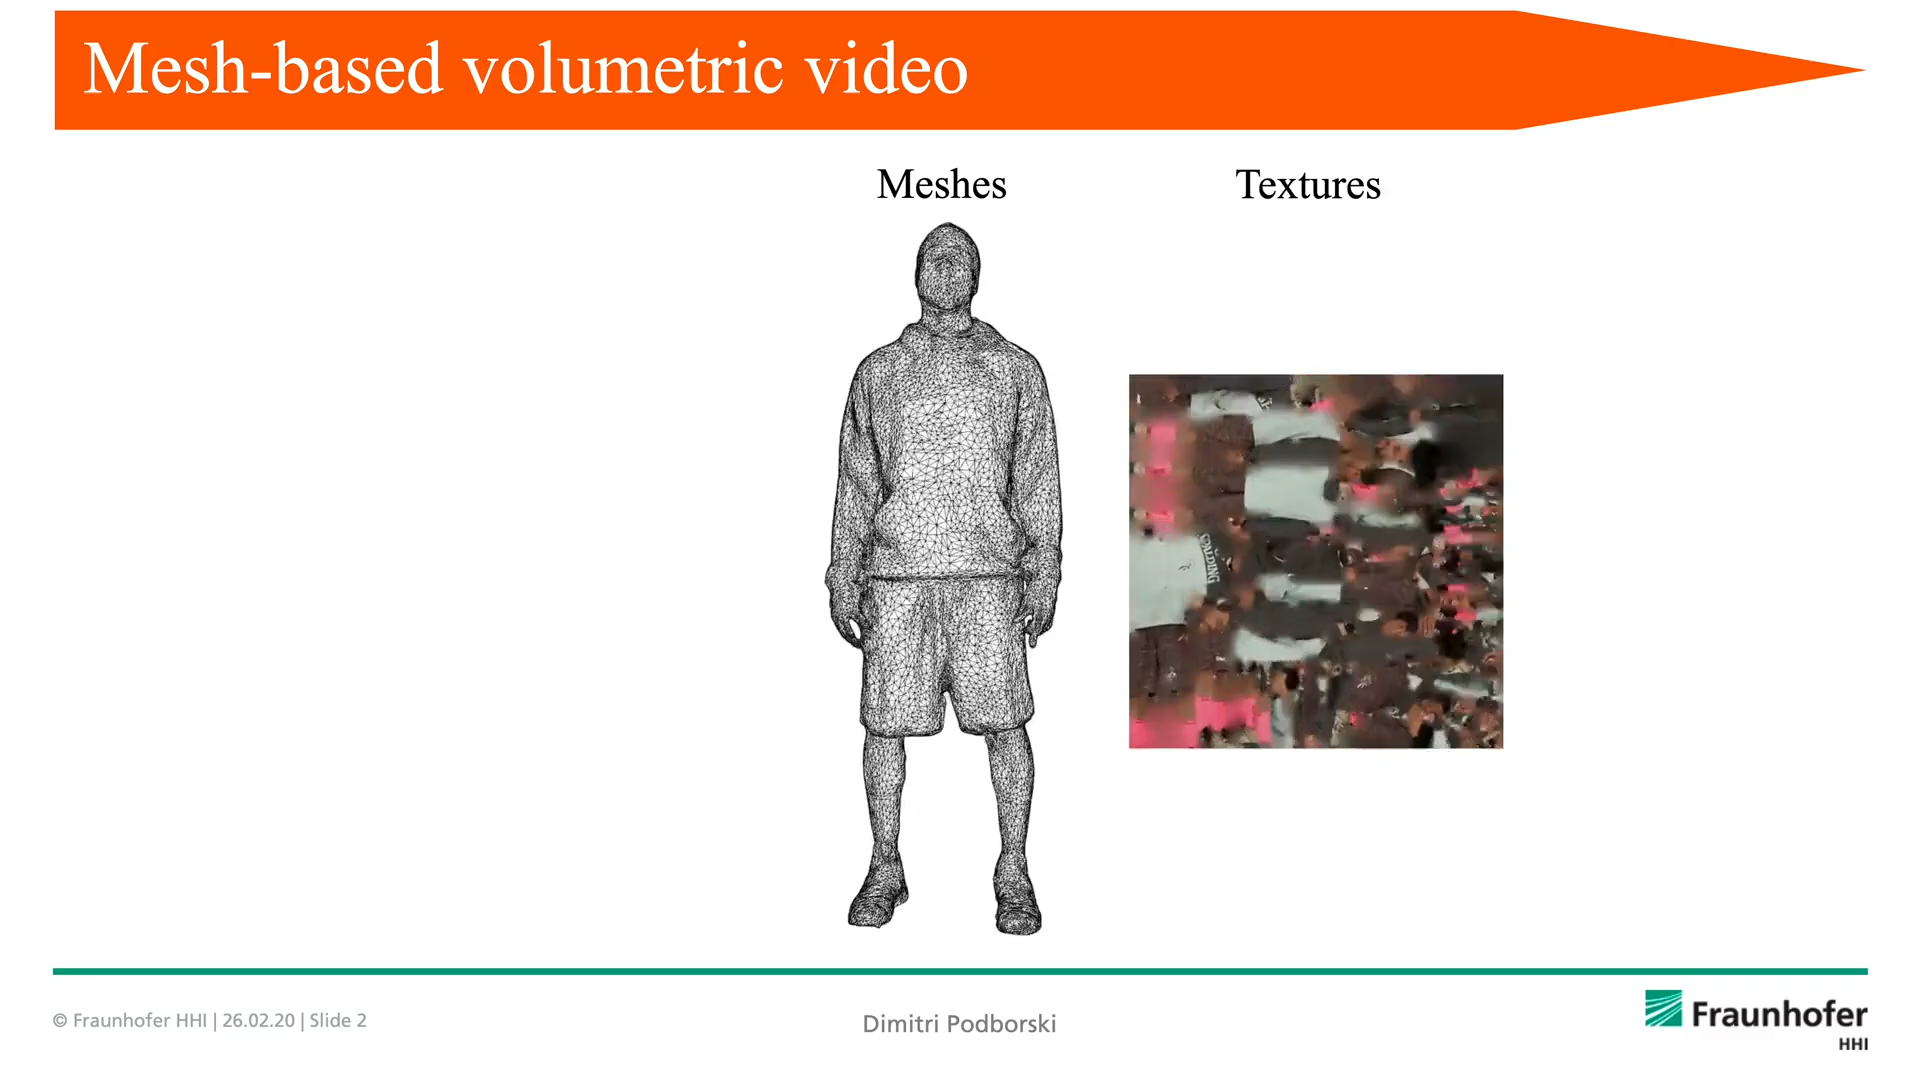 Mesh-based volumetric video
Meshes
Textures
SPALDING
© Fraunhofer HHI | 26.02.20 | Slide 2
Dimitri Podborski
Fraunhofer
HHI